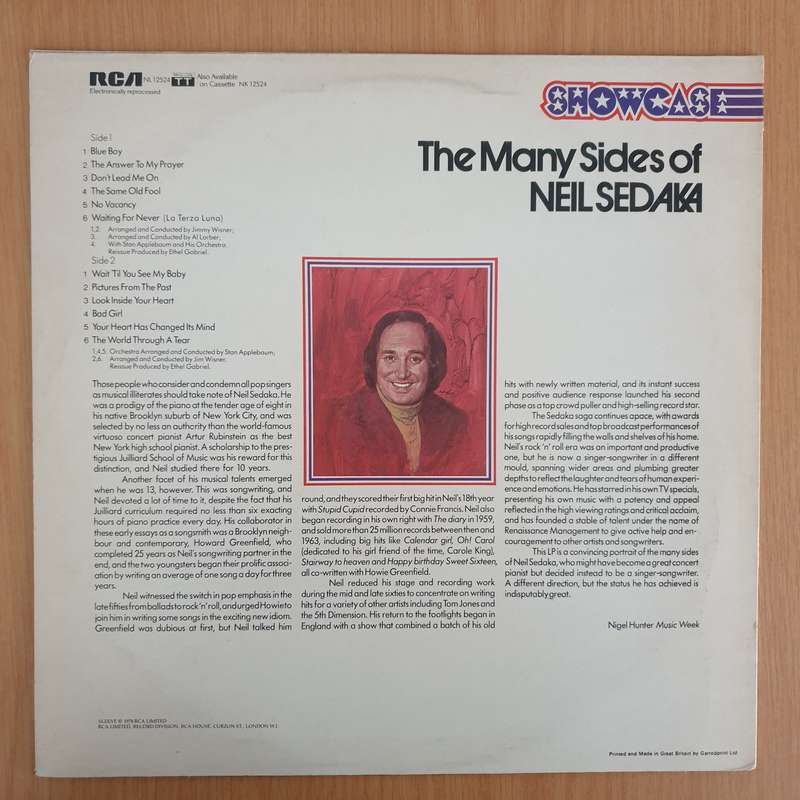 RCA NL 12524 TT Also Available
on Cassette NK 12524
Electronically reprocessed
SHOWCASE
The Many Sides of
NEIL SEDAKA
Side 1
1 Blue Boy
2 The Answer To My Prayer
3 Don't Lead Me On
4 The Same Old Fool
5 No Vacancy
6 Waiting For Never (La Terza Luna)
1,2. Arranged and Conducted by Jimmy Wisner;
3. Arranged and Conducted by Al Lorber;
4. With Stan Applebaum and His Orchestra,
Reissue Produced by Ethel Gabriel.
Side 2
1 Wait 'Til You See My Baby
2 Pictures From The Past
3 Look Inside Your Heart
4 Bad Girl
5 Your Heart Has Changed Its Mind
6 The World Through A Tear
1,4,5. Orchestra Arranged and Conducted by Stan Applebaum;
2,6. Arranged and Conducted by Jim Wisner,
Reissue Produced by Ethel Gabriel.
Those people who consider and condemn all pop singers
as musical illiterates should take note of Neil Sedaka. He
was a prodigy of the piano at the tender age of eight in
his native Brooklyn suburb of New York City, and was
selected by no less an authority than the world-famous
virtuoso concert pianist Artur Rubinstein as the best
New York high school pianist. A scholarship to the pres-
tigious Juilliard School of Music was his reward for this
distinction, and Neil studied there for 10 years.
Another facet of his musical talents emerged
when he was 13, however. This was songwriting, and
Neil devoted a lot of time to it, despite the fact that his
Juilliard curriculum required no less than six exacting
hours of piano practice every day. His collaborator in
these early essays as a songsmith was a Brooklyn neigh-
bour and contemporary, Howard Greenfield, who
completed 25 years as Neil's songwriting partner in the
end, and the two youngsters began their prolific associ-
ation by writing an average of one song a day for three
years.
Neil witnessed the switch in pop emphasis in the
late fifties from ballads to rock 'n' roll, and urged Howie to
join him in writing some songs in the exciting new idiom.
Greenfield was dubious at first, but Neil talked him
round, and they scored their first big hit in Neil's 18th year
with Stupid Cupid recorded by Connie Francis. Neil also
began recording in his own right with The diary in 1959,
and sold more than 25 million records between then and
1963, including big hits like Calendar girl, Oh! Carol
(dedicated to his girl friend of the time, Carole King),
Stairway to heaven and Happy birthday Sweet Sixteen,
all co-written with Howie Greenfield.
Neil reduced his stage and recording work
during the mid and late sixties to concentrate on writing
hits for a variety of other artists including Tom Jones and
the 5th Dimension. His return to the footlights began in
England with a show that combined a batch of his old
hits with newly written material, and its instant success
and positive audience response launched his second
phase as a top crowd puller and high-selling record star.
The Sedaka saga continues apace, with awards
for high record sales and top broadcast performances of
his songs rapidly filling the walls and shelves of his home.
Neil's rock 'n' roll era was an important and productive
one, but he is now a singer-songwriter in a different
mould, spanning wider areas and plumbing greater
depths to reflect the laughter and tears of human experi-
ence and emotions. He has starred in his own TV specials,
presenting his own music with a potency and appeal
reflected in the high viewing ratings and critical acclaim,
and has founded a stable of talent under the name of
Renaissance Management to give active help and en-
couragement to other artists and songwriters.
This LP is a convincing portrait of the many sides
of Neil Sedaka, who might have become a great concert
pianist but decided instead to be a singer-songwriter.
A different direction, but the status he has achieved is
indisputably great.
Nigel Hunter Music Week
SLEEVE © 1978 RCA LIMITED
RCA LIMITED, RECORD DIVISION, RCA HOUSE, CURZON ST., LONDON W.1
Printed and Made in Great Britain by Garrodprint Ltd